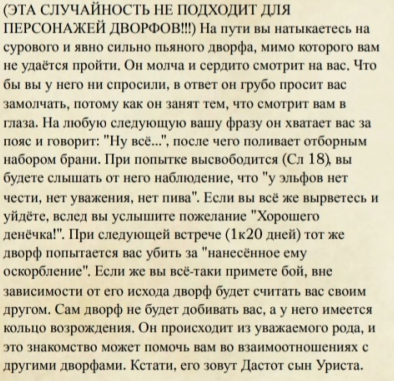 (ЭТА СЛУЧАЙНОСТЬ НЕ ПОДХОДИТ ДЛЯ
ПЕРСОНАЖЕЙ ДВОРФОВ!!!) На пути вы натыкаетесь на
сурового и явно сильно пьяного дворфа, мимо которого вам
не удаётся пройти. Он молча и сердито смотрит на вас. Что
бы вы у него ни спросили, в ответ он грубо просит вас
замолчать, потому как он занят тем, что смотрит вам в
глаза. На любую следующую вашу фразу он хватает вас за
пояс и говорит: "Ну всё...", после чего поливает отборным
набором брани. При попытке высвободится (Сл 18), вы
будете слышать от него наблюдение, что "у эльфов нет
чести, нет уважения, нет пива". Если вы всё же вырветесь и
уйдёте, вслед вы услышите пожелание "Хорошего
денёчка!". При следующей встрече (1к20 дней) тот же
дворф попытается вас убить за "нанесённое ему
оскорбление". Если же вы всё-таки примете бой, вне
зависимости от его исхода дворф будет считать вас своим
другом. Сам дворф не будет добивать вас, а у него имеется
кольцо возрождения. Он происходит из уважаемого рода, и
это знакомство может помочь вам во взаимоотношениях с
другими дворфами. Кстати, его зовут Дастот сын Уриста.